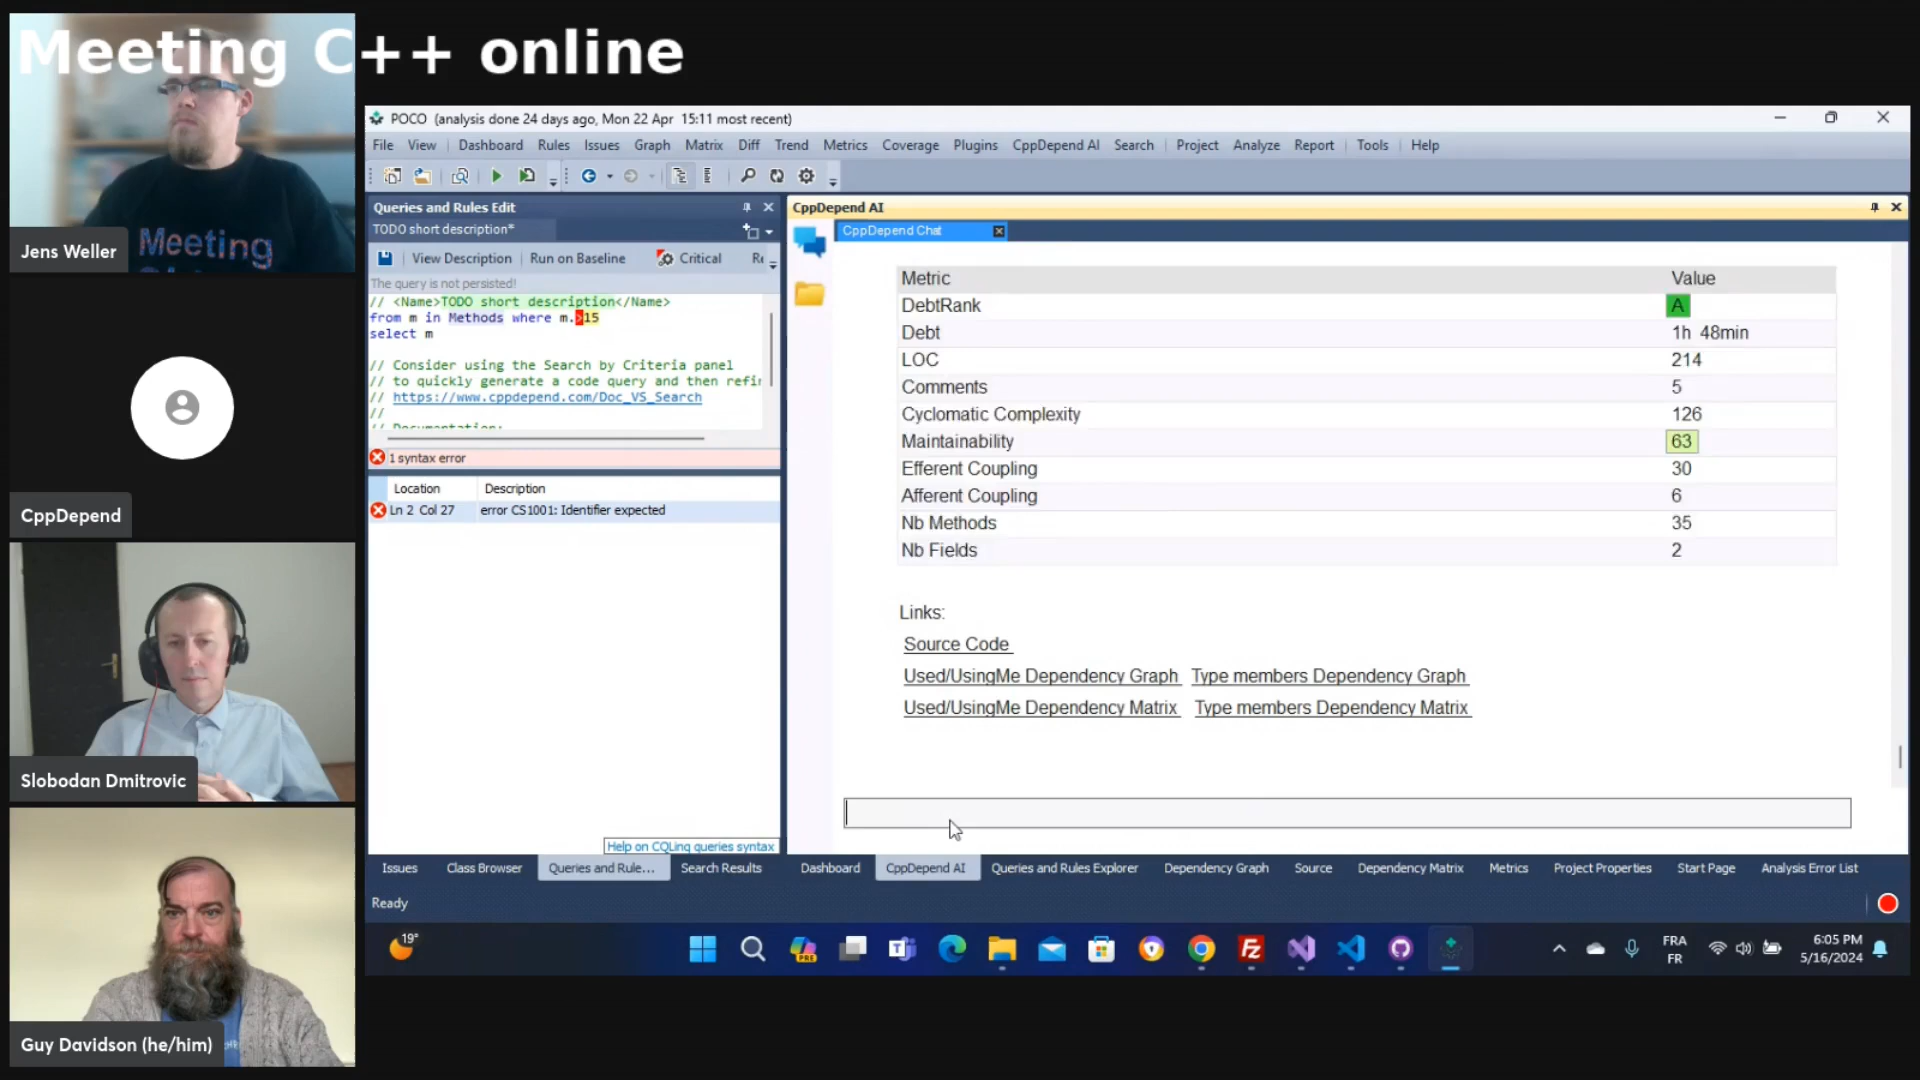 Meeting C++ online
Meeting
Jens Weller
CppDepend
Slobodan Dmitrovic
Guy Davidson (he/him)
POCO (analysis done 24 days ago, Mon 22 Apr 15:11 most recent)
File View Dashboard Rules Issues Graph Matrix Diff Trend Metrics Coverage Plugins CppDepend AI Search Project Analyze Report Tools Help
Queries and Rules Edit
TODO short description*
View Description Run on Baseline Critical Re
The query is not persisted!
// <Name>TODO short description</Name>
from m in Methods where m.>15
select m
// Consider using the Search by Criteria panel
// to quickly generate a code query and then refin
// https://www.cppdepend.com/Doc_VS_Search
//
// Documentation:
1 syntax error
Location Description
Ln 2 Col 27 error CS1001: Identifier expected
Help on CQLinq queries syntax
Issues Class Browser Queries and Rule... Search Results
CppDepend AI
CppDepend Chat
Metric Value
DebtRank A
Debt 1h 48min
LOC 214
Comments 5
Cyclomatic Complexity 126
Maintainability 63
Efferent Coupling 30
Afferent Coupling 6
Nb Methods 35
Nb Fields 2
Links:
Source Code
Used/UsingMe Dependency Graph Type members Dependency Graph
Used/UsingMe Dependency Matrix Type members Dependency Matrix
Dashboard CppDepend AI Queries and Rules Explorer Dependency Graph Source Dependency Matrix Metrics Project Properties Start Page Analysis Error List
Ready
19°
PRE
FRA
FR
6:05 PM
5/16/2024